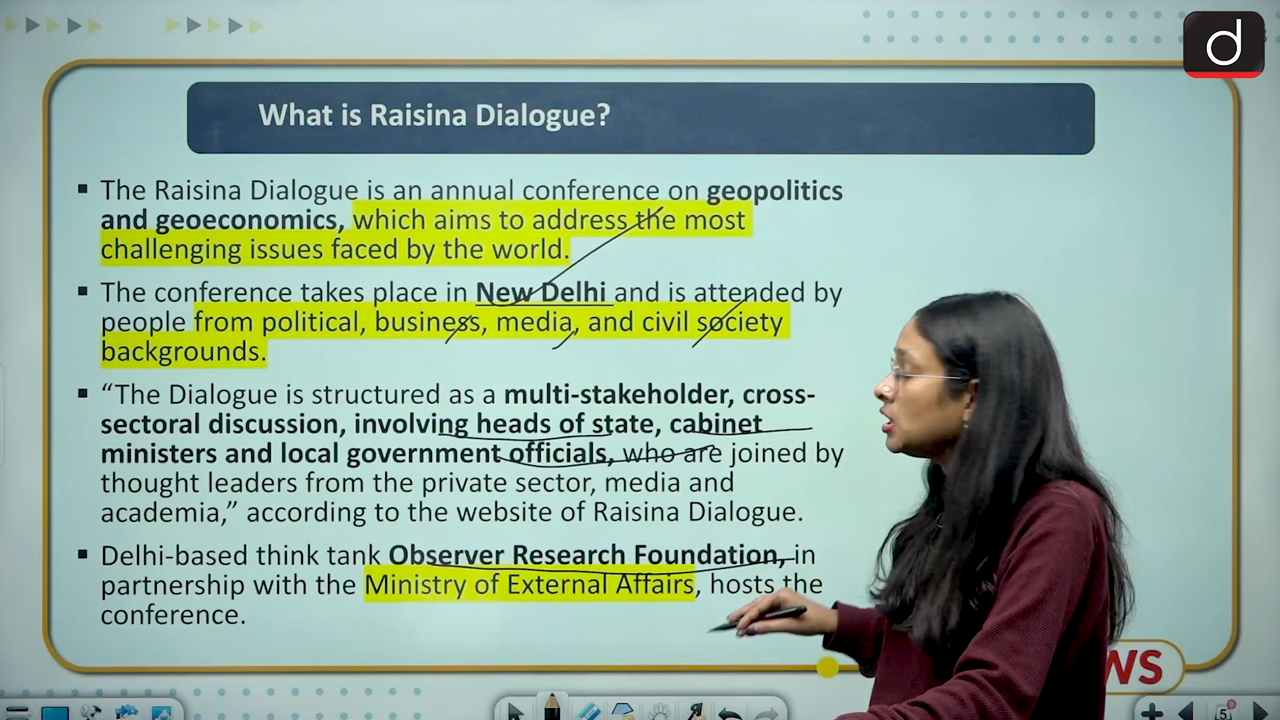 d
What is Raisina Dialogue?
▪ The Raisina Dialogue is an annual conference on geopolitics
and geoeconomics, which aims to address the most
challenging issues faced by the world.
▪ The conference takes place in New Delhi and is attended by
people from political, business, media, and civil society
backgrounds.
▪ “The Dialogue is structured as a multi-stakeholder, cross-
sectoral discussion, involving heads of state, cabinet
ministers and local government officials, who are joined by
thought leaders from the private sector, media and
academia,” according to the website of Raisina Dialogue.
▪ Delhi-based think tank Observer Research Foundation, in
partnership with the Ministry of External Affairs, hosts the
conference.
WS
5